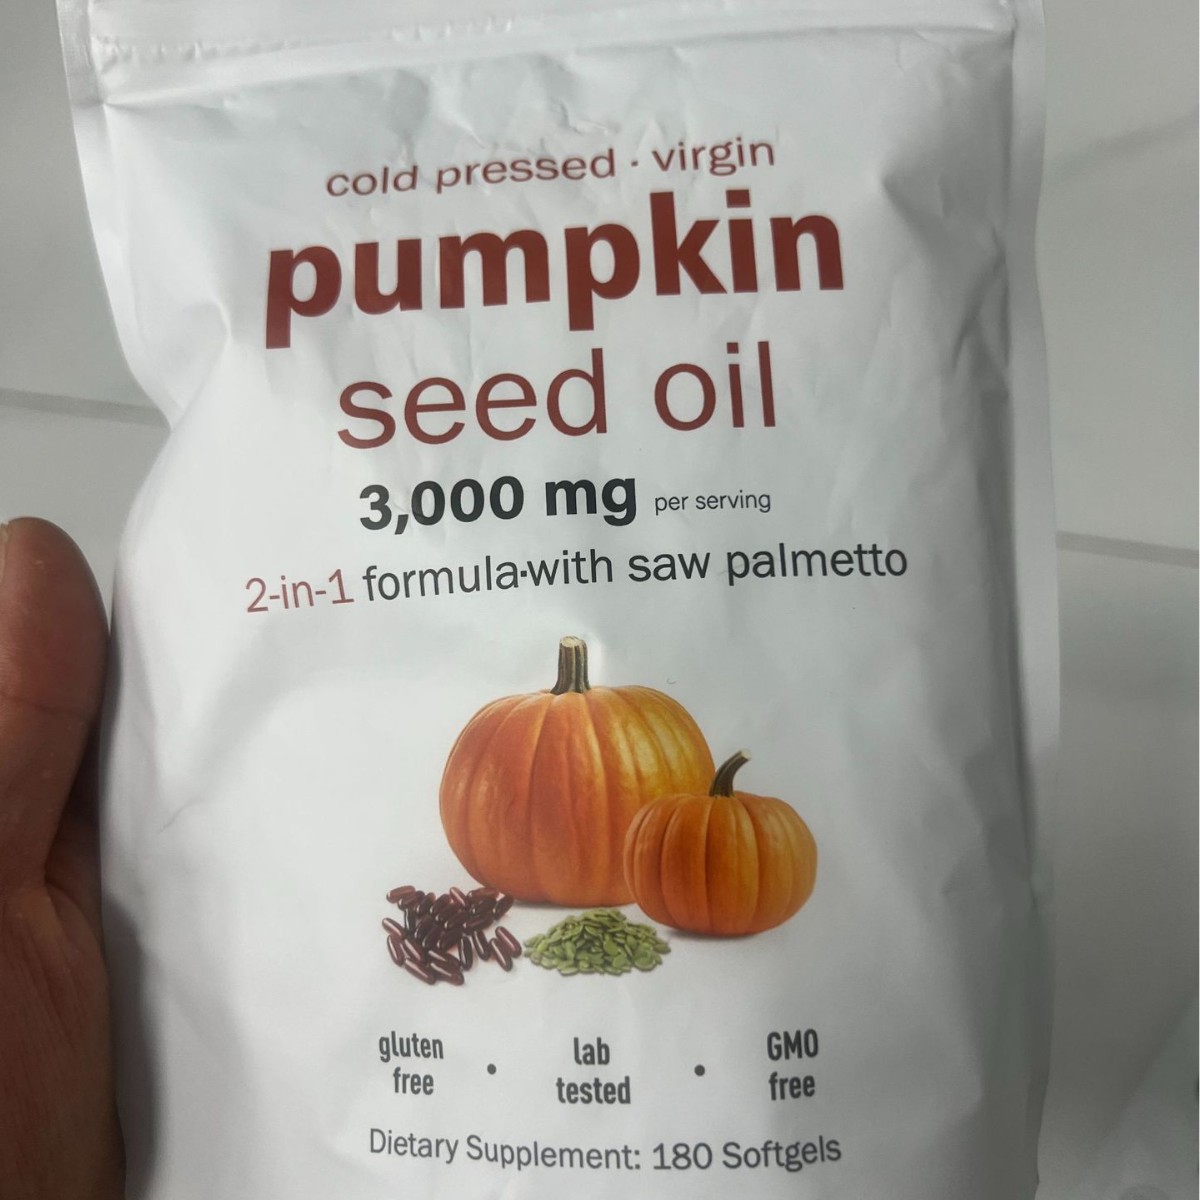 cold pressed · virgin
pumpkin
seed oil
3,000 mg per serving
2-in-1 formula·with saw palmetto
gluten free · lab tested · GMO free
Dietary Supplement: 180 Softgels